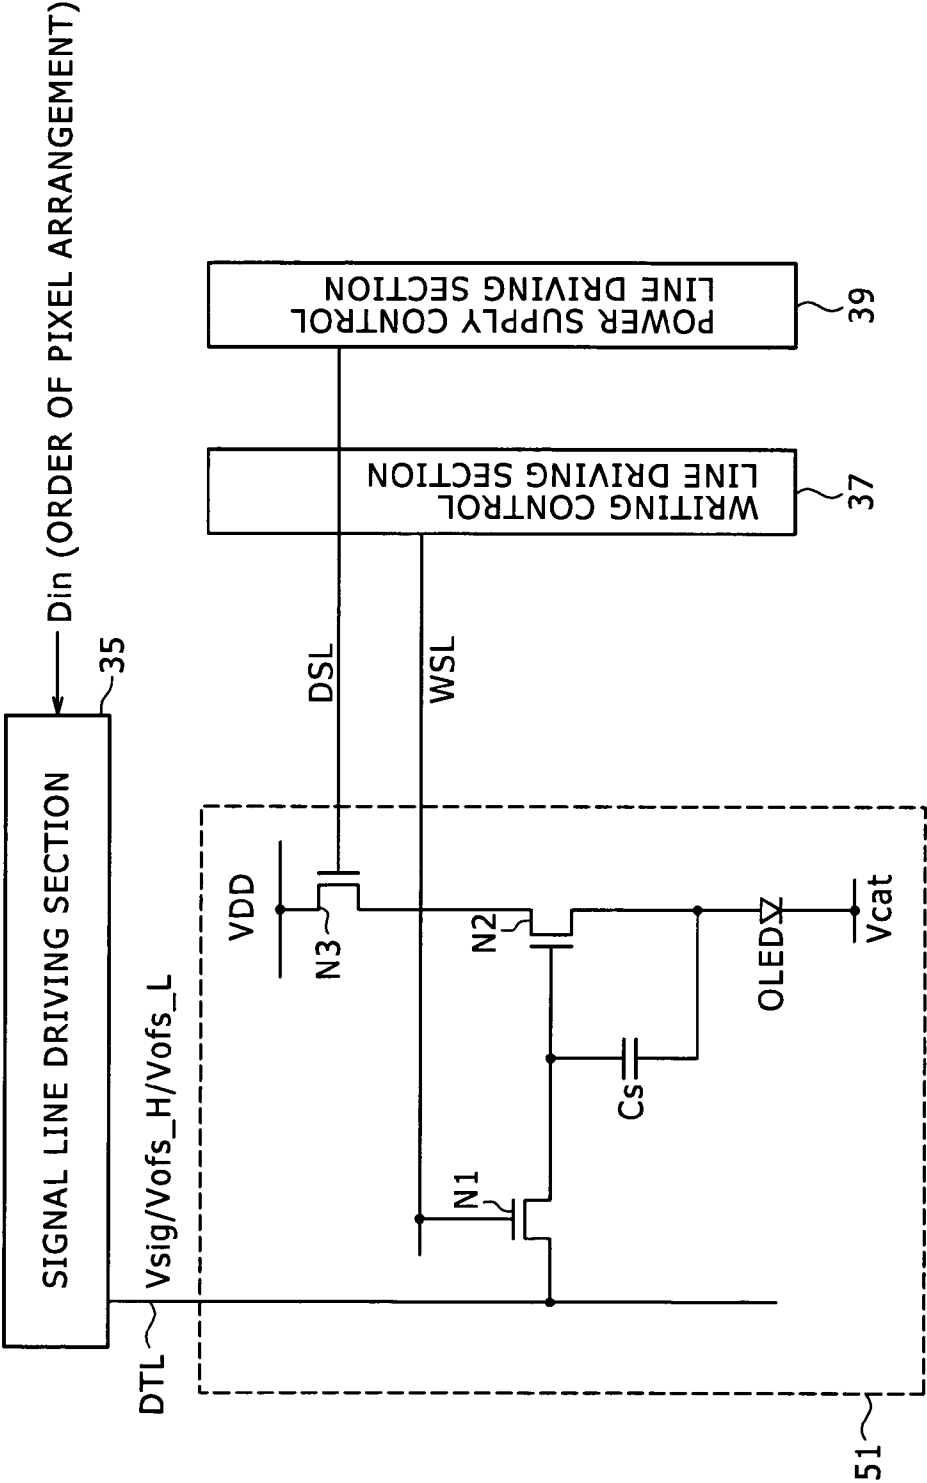 Din (ORDER OF PIXEL ARRANGEMENT)
SIGNAL LINE DRIVING SECTION
35
DTL
Vsig/Vofs_H/Vofs_L
VDD
N3
DSL
WSL
N1
N2
Cs
OLED
Vcat
51
WRITING CONTROL
LINE DRIVING SECTION
37
POWER SUPPLY CONTROL
LINE DRIVING SECTION
39